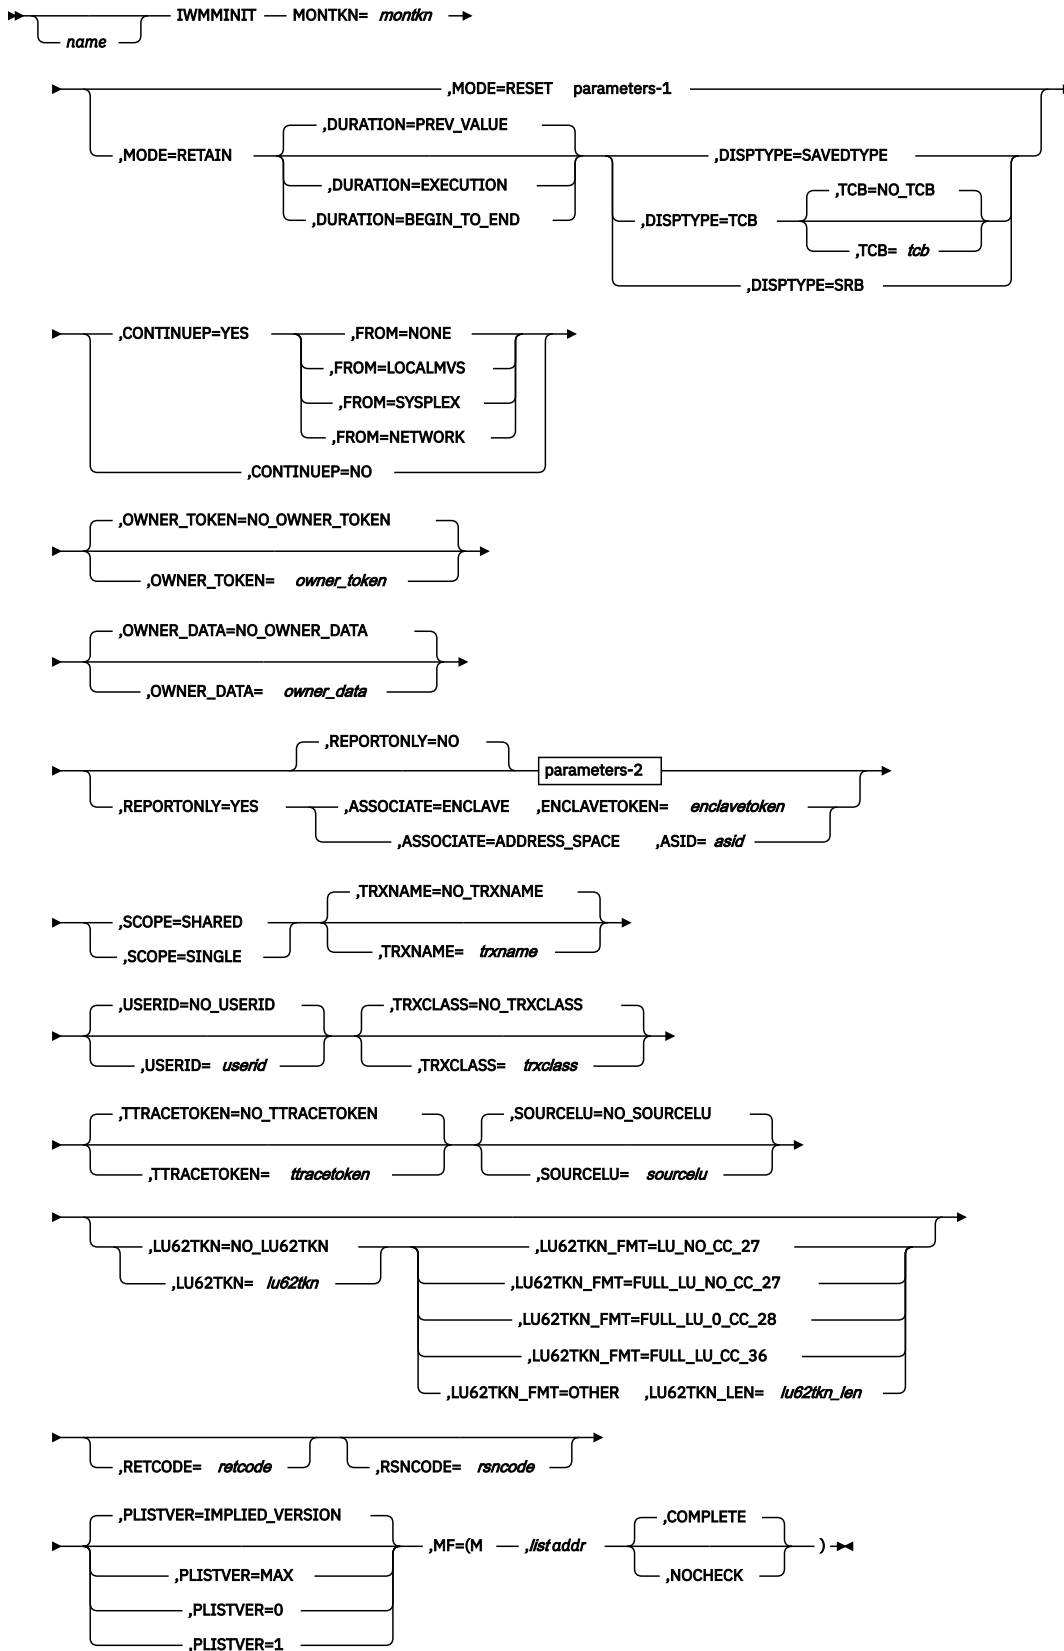 IWMMINIT MONTKN= montkn
name
,MODE=RESET parameters-1
,DURATION=PREV_VALUE
,MODE=RETAIN ,DISPTYPE=SAVEDTYPE
,DURATION=EXECUTION ,TCB=NO_TCB
,DURATION=BEGIN_TO_END ,DISPTYPE=TCB
,TCB= tcb
,DISPTYPE=SRB
,CONTINUEP=YES ,FROM=NONE
,FROM=LOCALMVS
,FROM=SYSPLEX
,FROM=NETWORK
,CONTINUEP=NO
,OWNER_TOKEN=NO_OWNER_TOKEN
,OWNER_TOKEN= owner_token
,OWNER_DATA=NO_OWNER_DATA
,OWNER_DATA= owner_data
,REPORTONLY=NO
parameters-2
,REPORTONLY=YES ,ASSOCIATE=ENCLAVE ,ENCLAVETOKEN= enclavetoken
,ASSOCIATE=ADDRESS_SPACE ,ASID= asid
,TRXNAME=NO_TRXNAME
,SCOPE=SHARED
,SCOPE=SINGLE ,TRXNAME= trxname
,USERID=NO_USERID ,TRXCLASS=NO_TRXCLASS
,USERID= userid ,TRXCLASS= trxclass
,TTRACETOKEN=NO_TTRACETOKEN ,SOURCELU=NO_SOURCELU
,TTRACETOKEN= ttracetoken ,SOURCELU= sourcelu
,LU62TKN=NO_LU62TKN ,LU62TKN_FMT=LU_NO_CC_27
,LU62TKN= lu62tkn ,LU62TKN_FMT=FULL_LU_NO_CC_27
,LU62TKN_FMT=FULL_LU_0_CC_28
,LU62TKN_FMT=FULL_LU_CC_36
,LU62TKN_FMT=OTHER ,LU62TKN_LEN= lu62tkn_len
,RETCODE= retcode ,RSNCODE= rsncode
,PLISTVER=IMPLIED_VERSION ,COMPLETE
,MF=(M ,list addr )
,PLISTVER=MAX ,NOCHECK
,PLISTVER=0
,PLISTVER=1